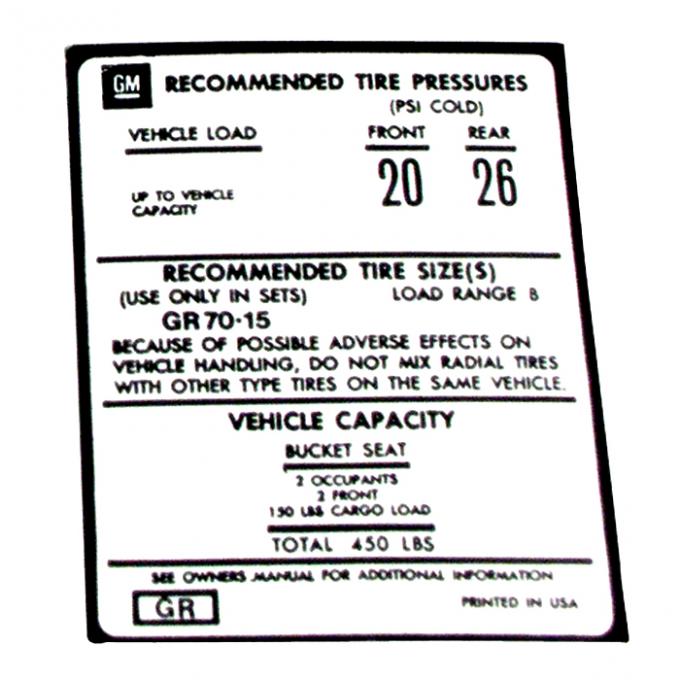 GM RECOMMENDED TIRE PRESSURES
(PSI COLD)
VEHICLE LOAD FRONT REAR
UP TO VEHICLE
CAPACITY
20 26
RECOMMENDED TIRE SIZE(S)
(USE ONLY IN SETS) LOAD RANGE B
GR70·15
BECAUSE OF POSSIBLE ADVERSE EFFECTS ON
VEHICLE HANDLING, DO NOT MIX RADIAL TIRES
WITH OTHER TYPE TIRES ON THE SAME VEHICLE.
VEHICLE CAPACITY
BUCKET SEAT
2 OCCUPANTS
2 FRONT
150 LBS CARGO LOAD
TOTAL 450 LBS
SEE OWNERS MANUAL FOR ADDITIONAL INFORMATION
GR PRINTED IN USA